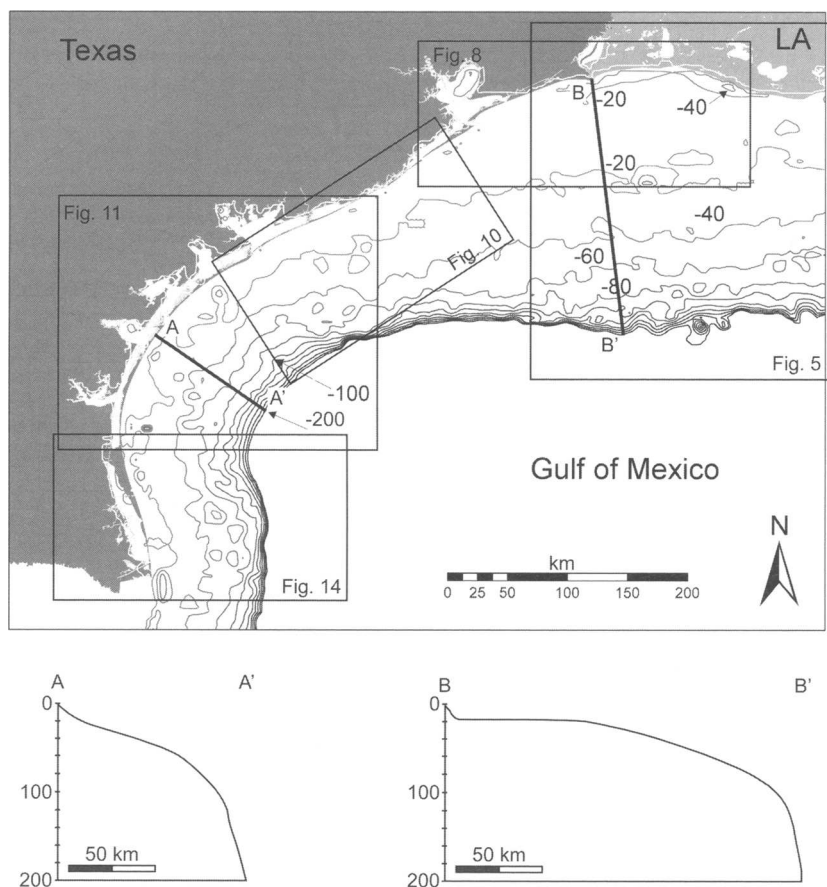 Texas
LA
Fig. 8
B
-20
-40
-20
Fig. 11
-40
Fig. 10
-60
-80
A
B'
Fig. 5
-100
A'
-200
Gulf of Mexico
N
km
Fig. 14
0 25 50 100 150 200
A A' B B'
0 0
100 100
50 km 50 km
200 200